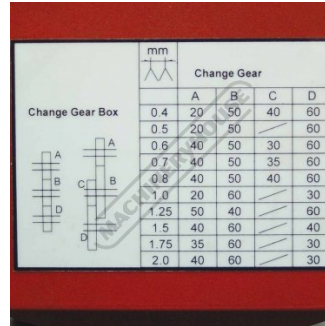 mm
Change Gear
A B C D
Change Gear Box
0.4 20 50 40 60
0.5 20 50 / 60
0.6 40 50 30 60
0.7 40 50 35 60
0.8 40 50 40 60
1.0 20 60 / 30
1.25 50 40 / 60
1.5 40 60 / 40
1.75 35 60 / 30
2.0 40 60 / 30
A
B
D
A
C B
D
MACHINERYHOUSE